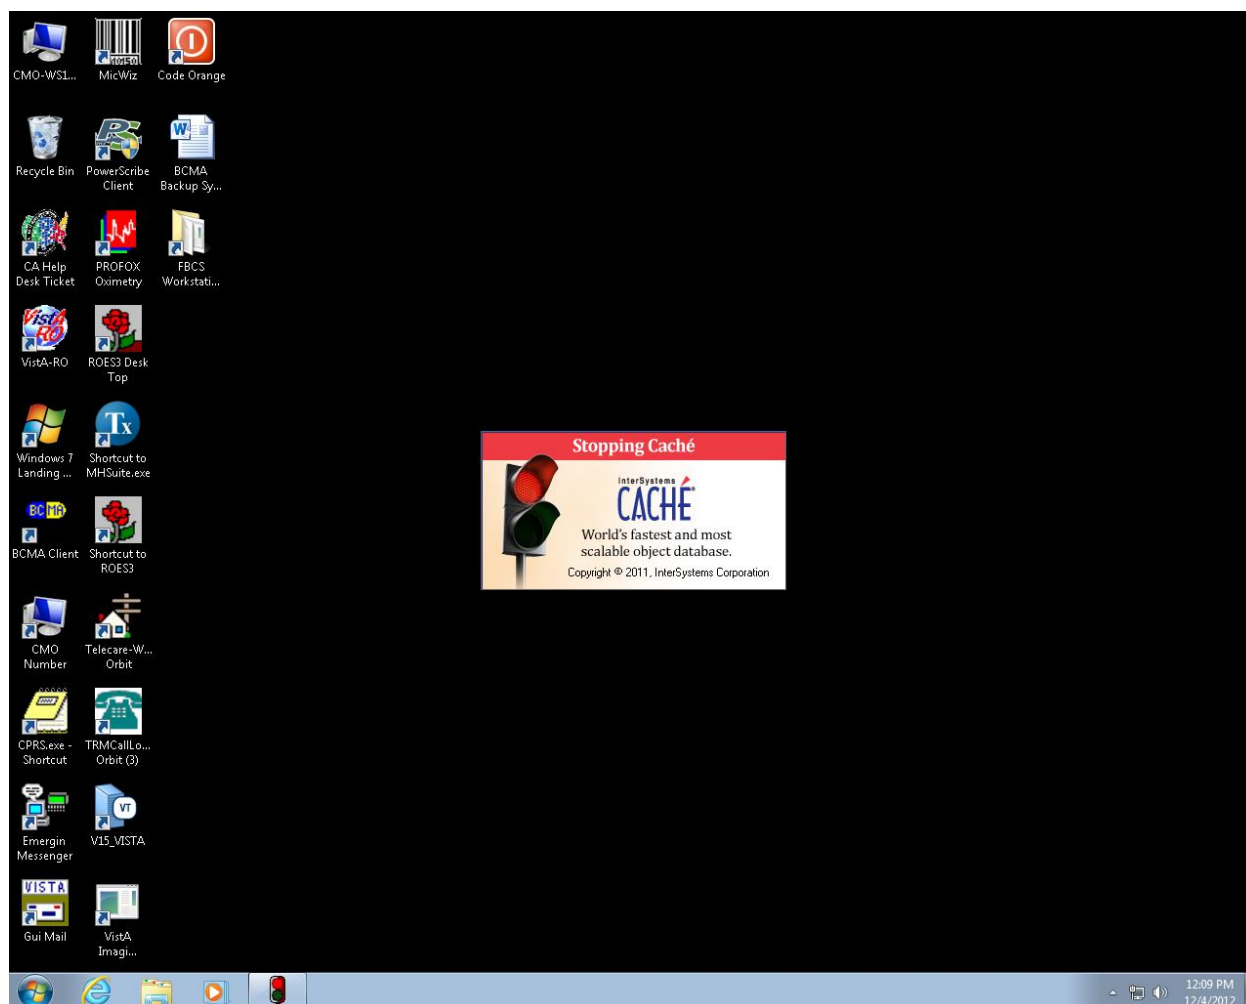 CMO-WS1...
MicWiz
Code Orange
Recycle Bin
PowerScribe
Client
BCMA
Backup Sy...
CA Help
Desk Ticket
PROFOX
Oximetry
FBCS
Workstati...
VistA-RO
ROES3 Desk
Top
Windows 7
Landing ...
Tx
Shortcut to
MHSuite.exe
BC MA
BCMA Client
Shortcut to
ROES3
CMO
Number
Telecare-W...
Orbit
CPRS.exe -
Shortcut
TRMCallLo...
Orbit (3)
Emergin
Messenger
VT
V15_VISTA
VISTA
Gui Mail
VistA
Imagi...
Stopping Caché
InterSystems
CACHÉ
World's fastest and most
scalable object database.
Copyright © 2011, InterSystems Corporation
12:09 PM
12/4/2012